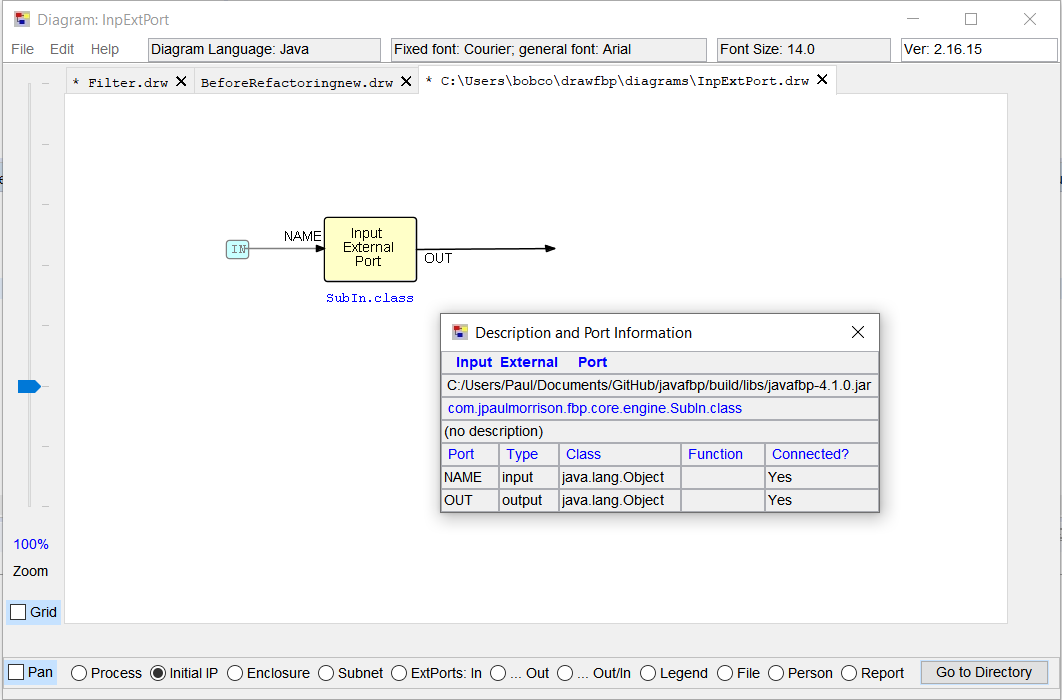 Diagram: InpExtPort
File Edit Help Diagram Language: Java Fixed font: Courier; general font: Arial Font Size: 14.0 Ver: 2.16.15
* Filter.drw BeforeRefactoringnew.drw * C:\Users\bobco\drawfbp\diagrams\InpExtPort.drw
IN NAME Input External Port OUT
SubIn.class
Description and Port Information
Input External Port
C:/Users/Paul/Documents/GitHub/javafbp/build/libs/javafbp-4.1.0.jar
com.jpaulmorrison.fbp.core.engine.SubIn.class
(no description)
Port Type Class Function Connected?
NAME input java.lang.Object Yes
OUT output java.lang.Object Yes
100%
Zoom
Grid
Pan Process Initial IP Enclosure Subnet ExtPorts: In ... Out ... Out/In Legend File Person Report Go to Directory